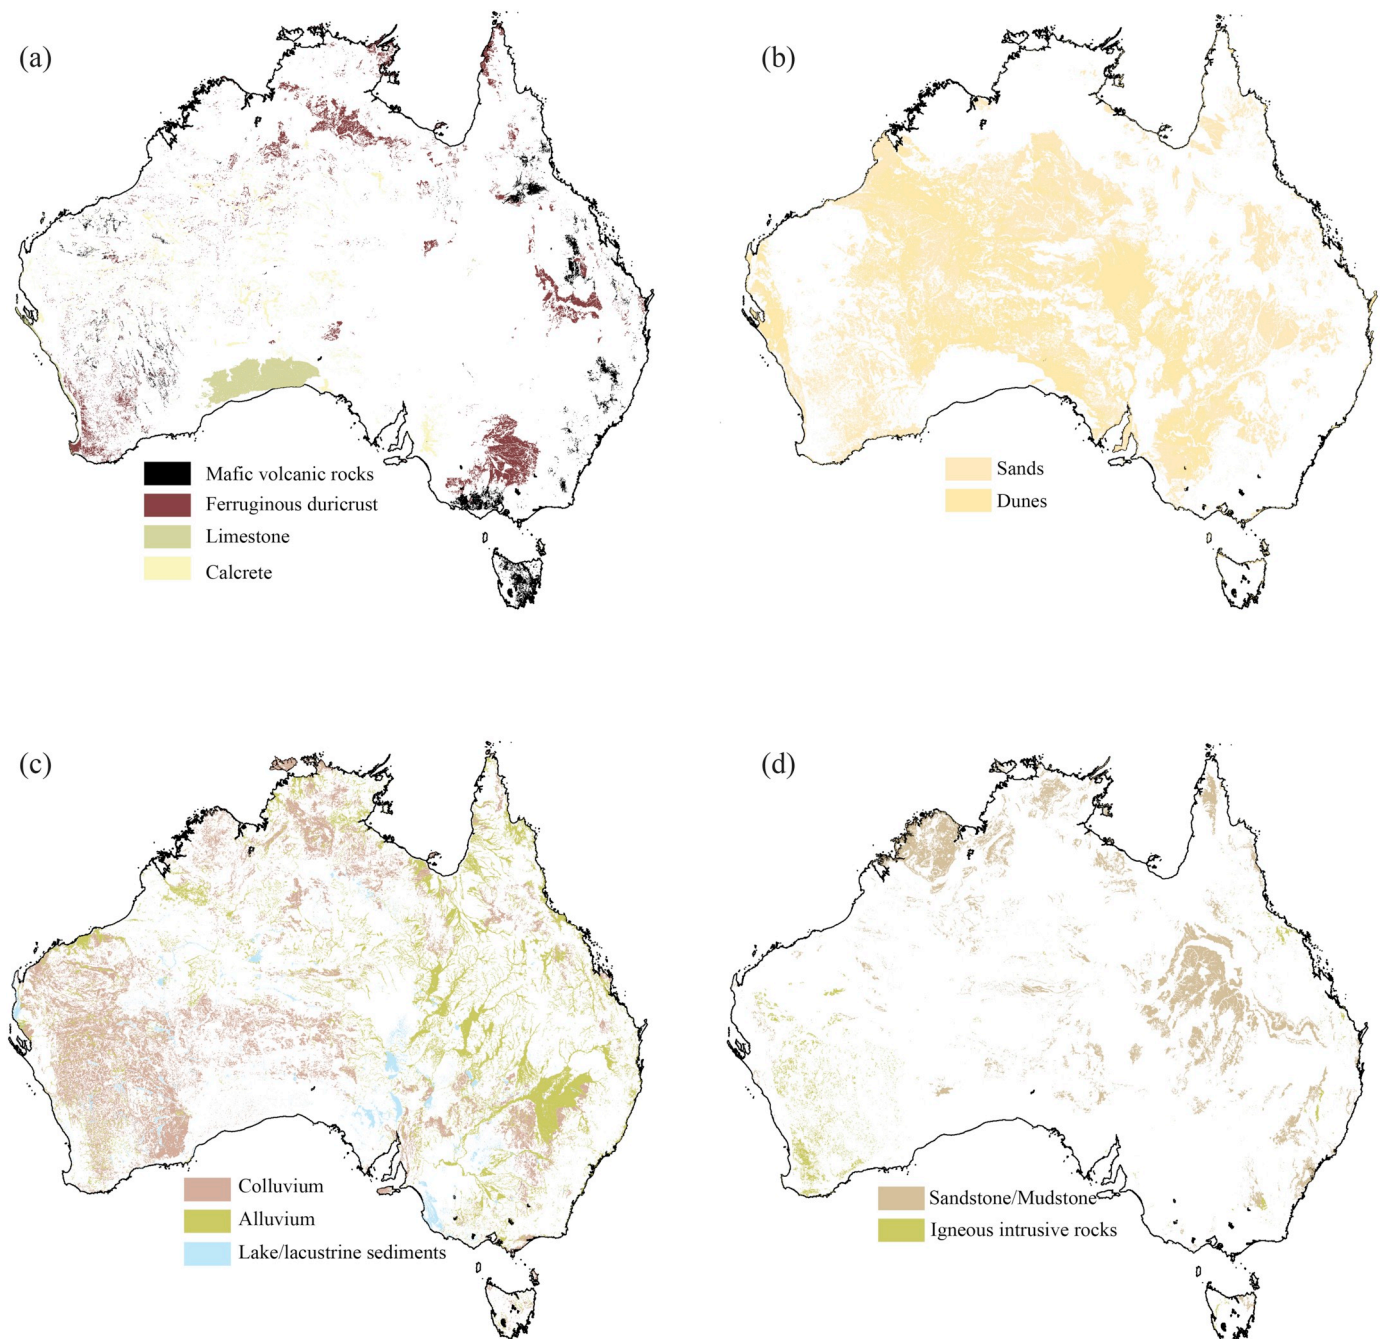 (a)
Mafic volcanic rocks
Ferruginous duricrust
Limestone
Calcrete
(b)
Sands
Dunes
(c)
Colluvium
Alluvium
Lake/lacustrine sediments
(d)
Sandstone/Mudstone
Igneous intrusive rocks